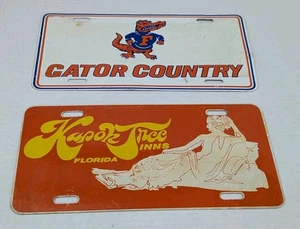 F
GATOR COUNTRY
Kapok Tree
INNS
FLORIDA